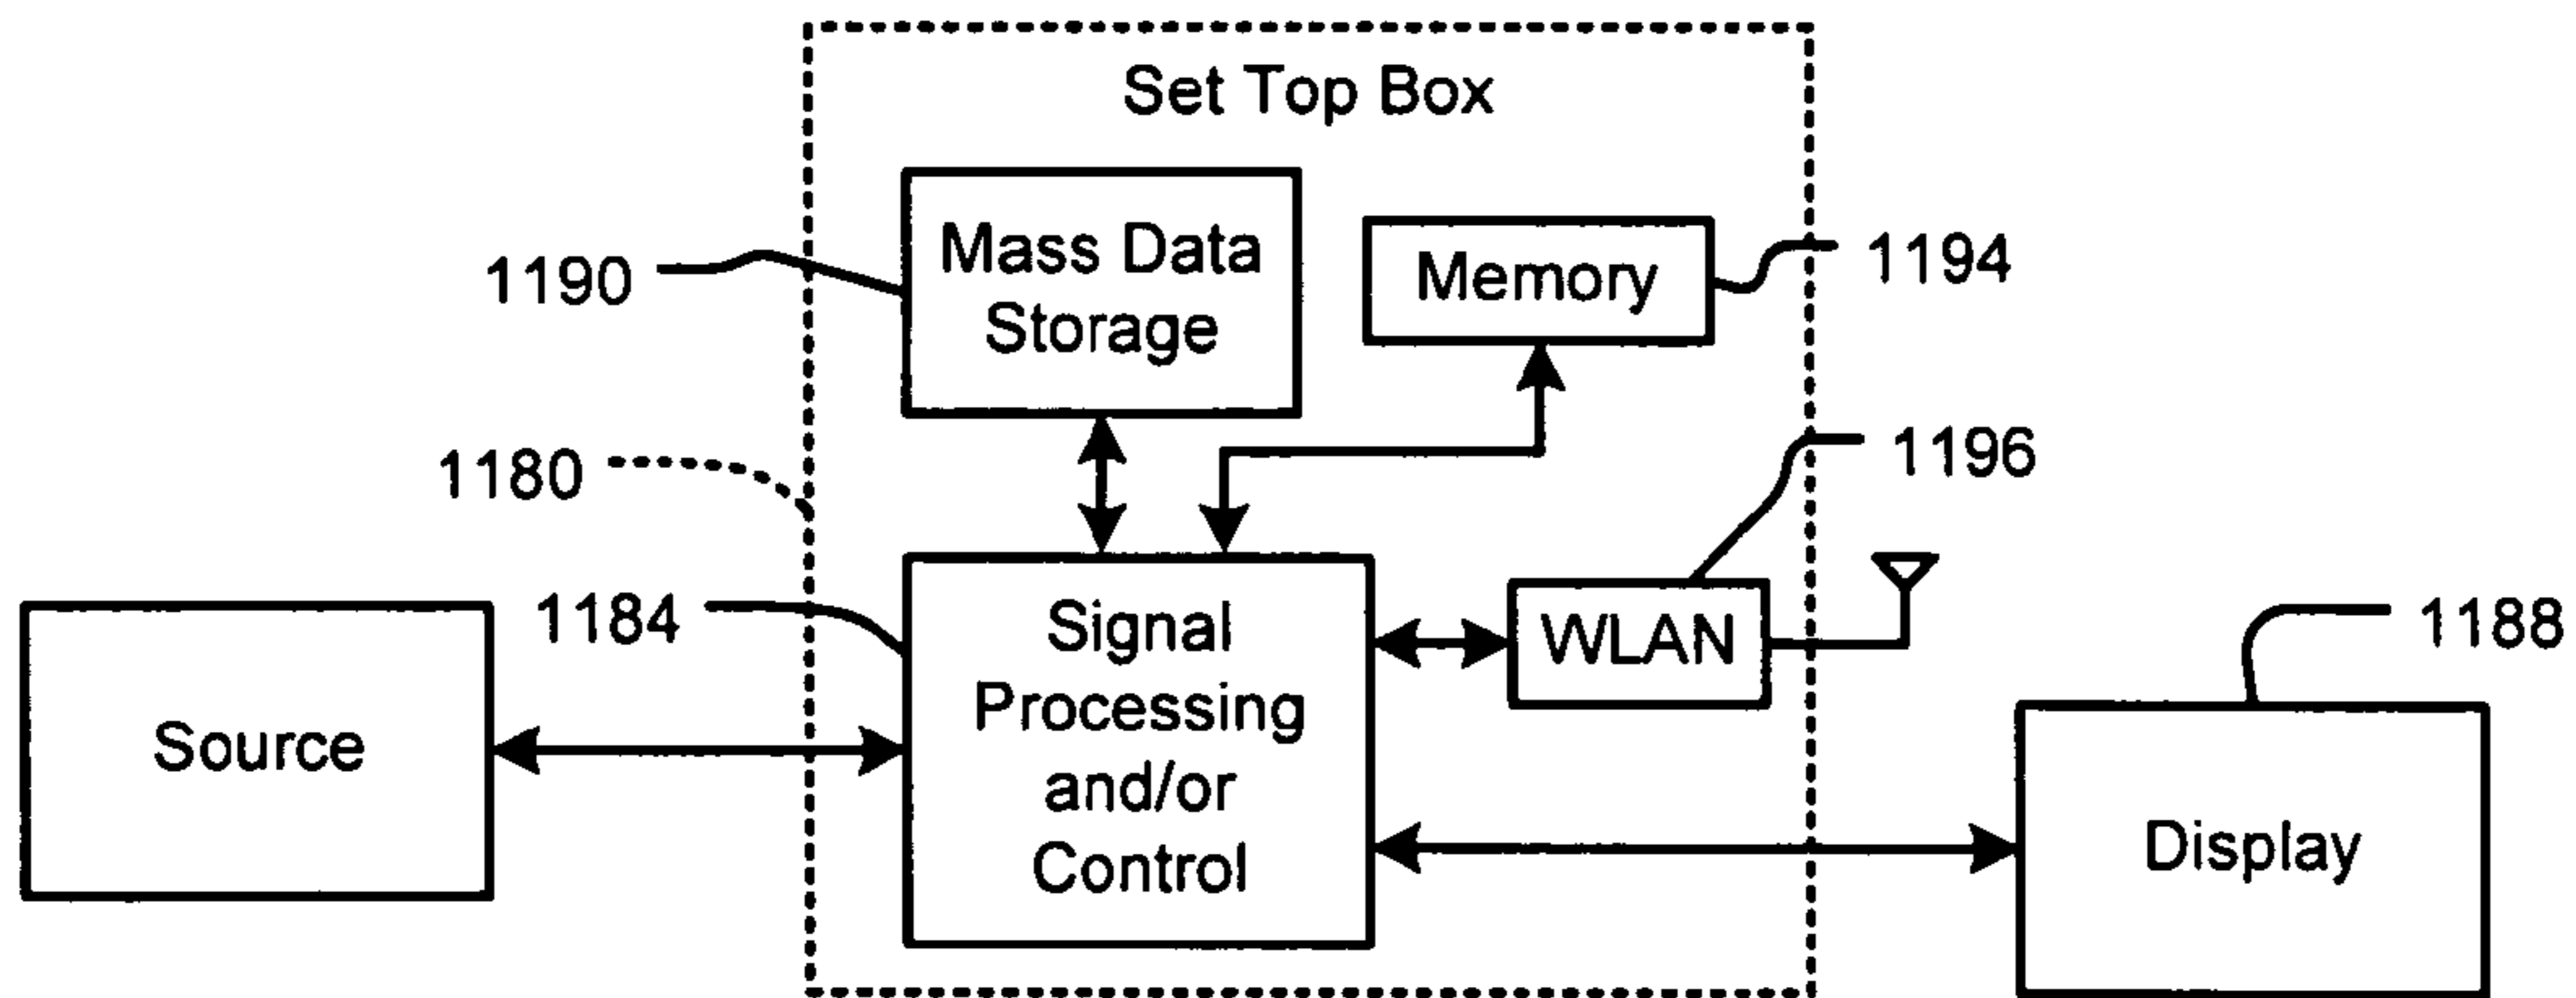 Set Top Box
Mass Data
Storage
Memory
1190
1194
1180
1196
1184
Signal
Processing
and/or
Control
WLAN
1188
Source
Display